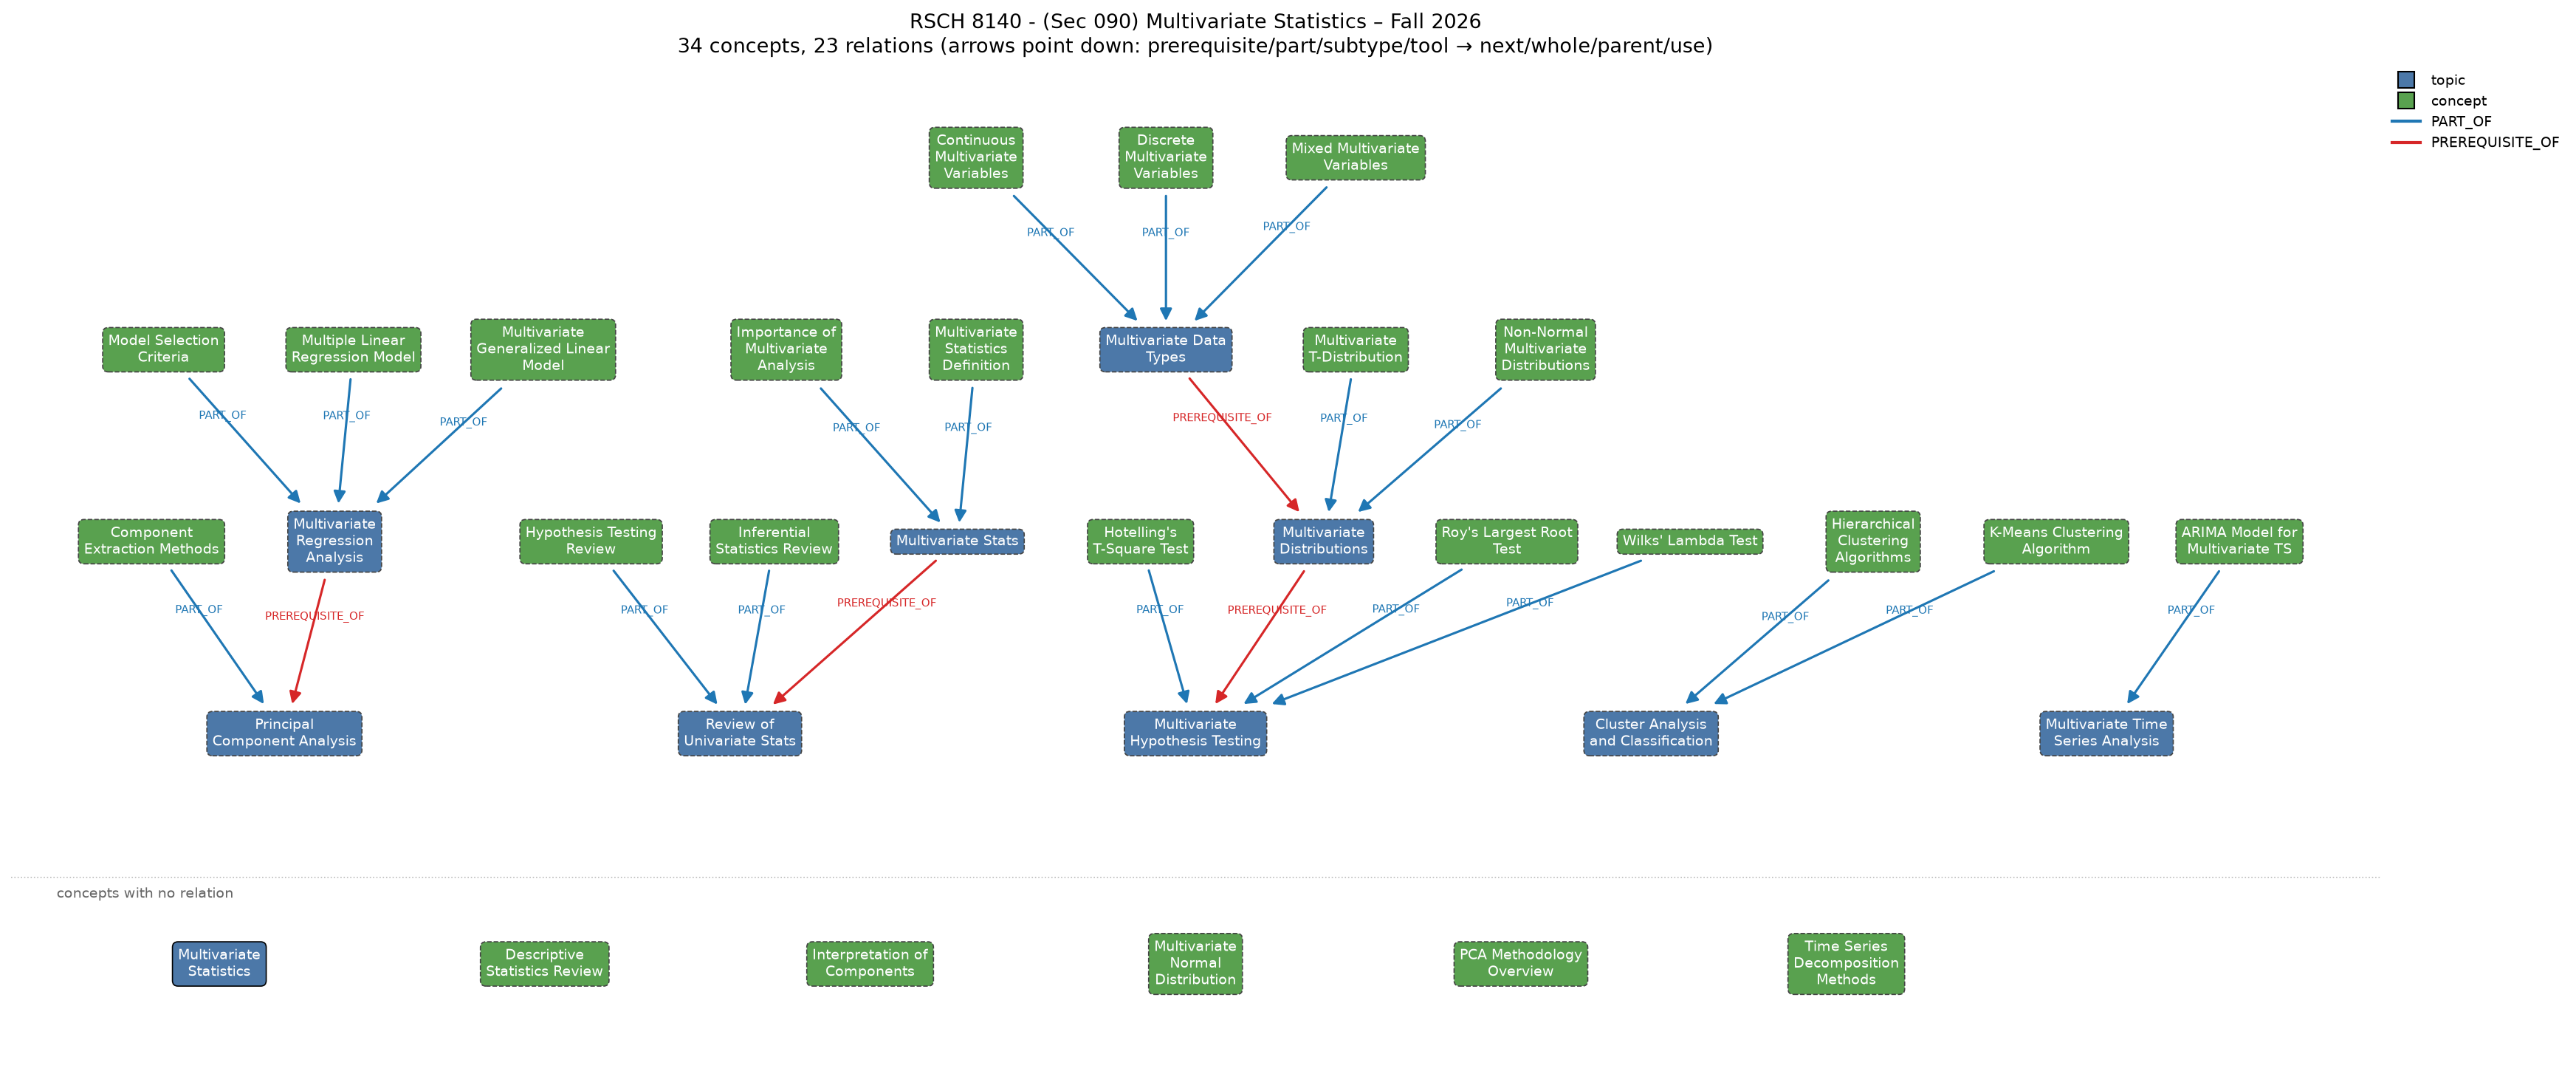 RSCH 8140 - (Sec 090) Multivariate Statistics – Fall 2026
34 concepts, 23 relations (arrows point down: prerequisite/part/subtype/tool → next/whole/parent/use)
topic
concept
PART_OF
PREREQUISITE_OF
Continuous
Multivariate
Variables
Discrete
Multivariate
Variables
Mixed Multivariate
Variables
PART_OF
PART_OF
PART_OF
Model Selection
Criteria
Multiple Linear
Regression Model
Multivariate
Generalized Linear
Model
Importance of
Multivariate
Analysis
Multivariate
Statistics
Definition
Multivariate Data
Types
Multivariate
T-Distribution
Non-Normal
Multivariate
Distributions
PART_OF
PART_OF
PART_OF
PART_OF
PART_OF
PREREQUISITE_OF
PART_OF
PART_OF
Component
Extraction Methods
Multivariate
Regression
Analysis
Hypothesis Testing
Review
Inferential
Statistics Review
Multivariate Stats
Hotelling's
T-Square Test
Multivariate
Distributions
Roy's Largest Root
Test
Wilks' Lambda Test
Hierarchical
Clustering
Algorithms
K-Means Clustering
Algorithm
ARIMA Model for
Multivariate TS
PART_OF
PREREQUISITE_OF
PART_OF
PART_OF
PREREQUISITE_OF
PART_OF
PREREQUISITE_OF
PART_OF
PART_OF
PART_OF
PART_OF
PART_OF
Principal
Component Analysis
Review of
Univariate Stats
Multivariate
Hypothesis Testing
Cluster Analysis
and Classification
Multivariate Time
Series Analysis
concepts with no relation
Multivariate
Statistics
Descriptive
Statistics Review
Interpretation of
Components
Multivariate
Normal
Distribution
PCA Methodology
Overview
Time Series
Decomposition
Methods